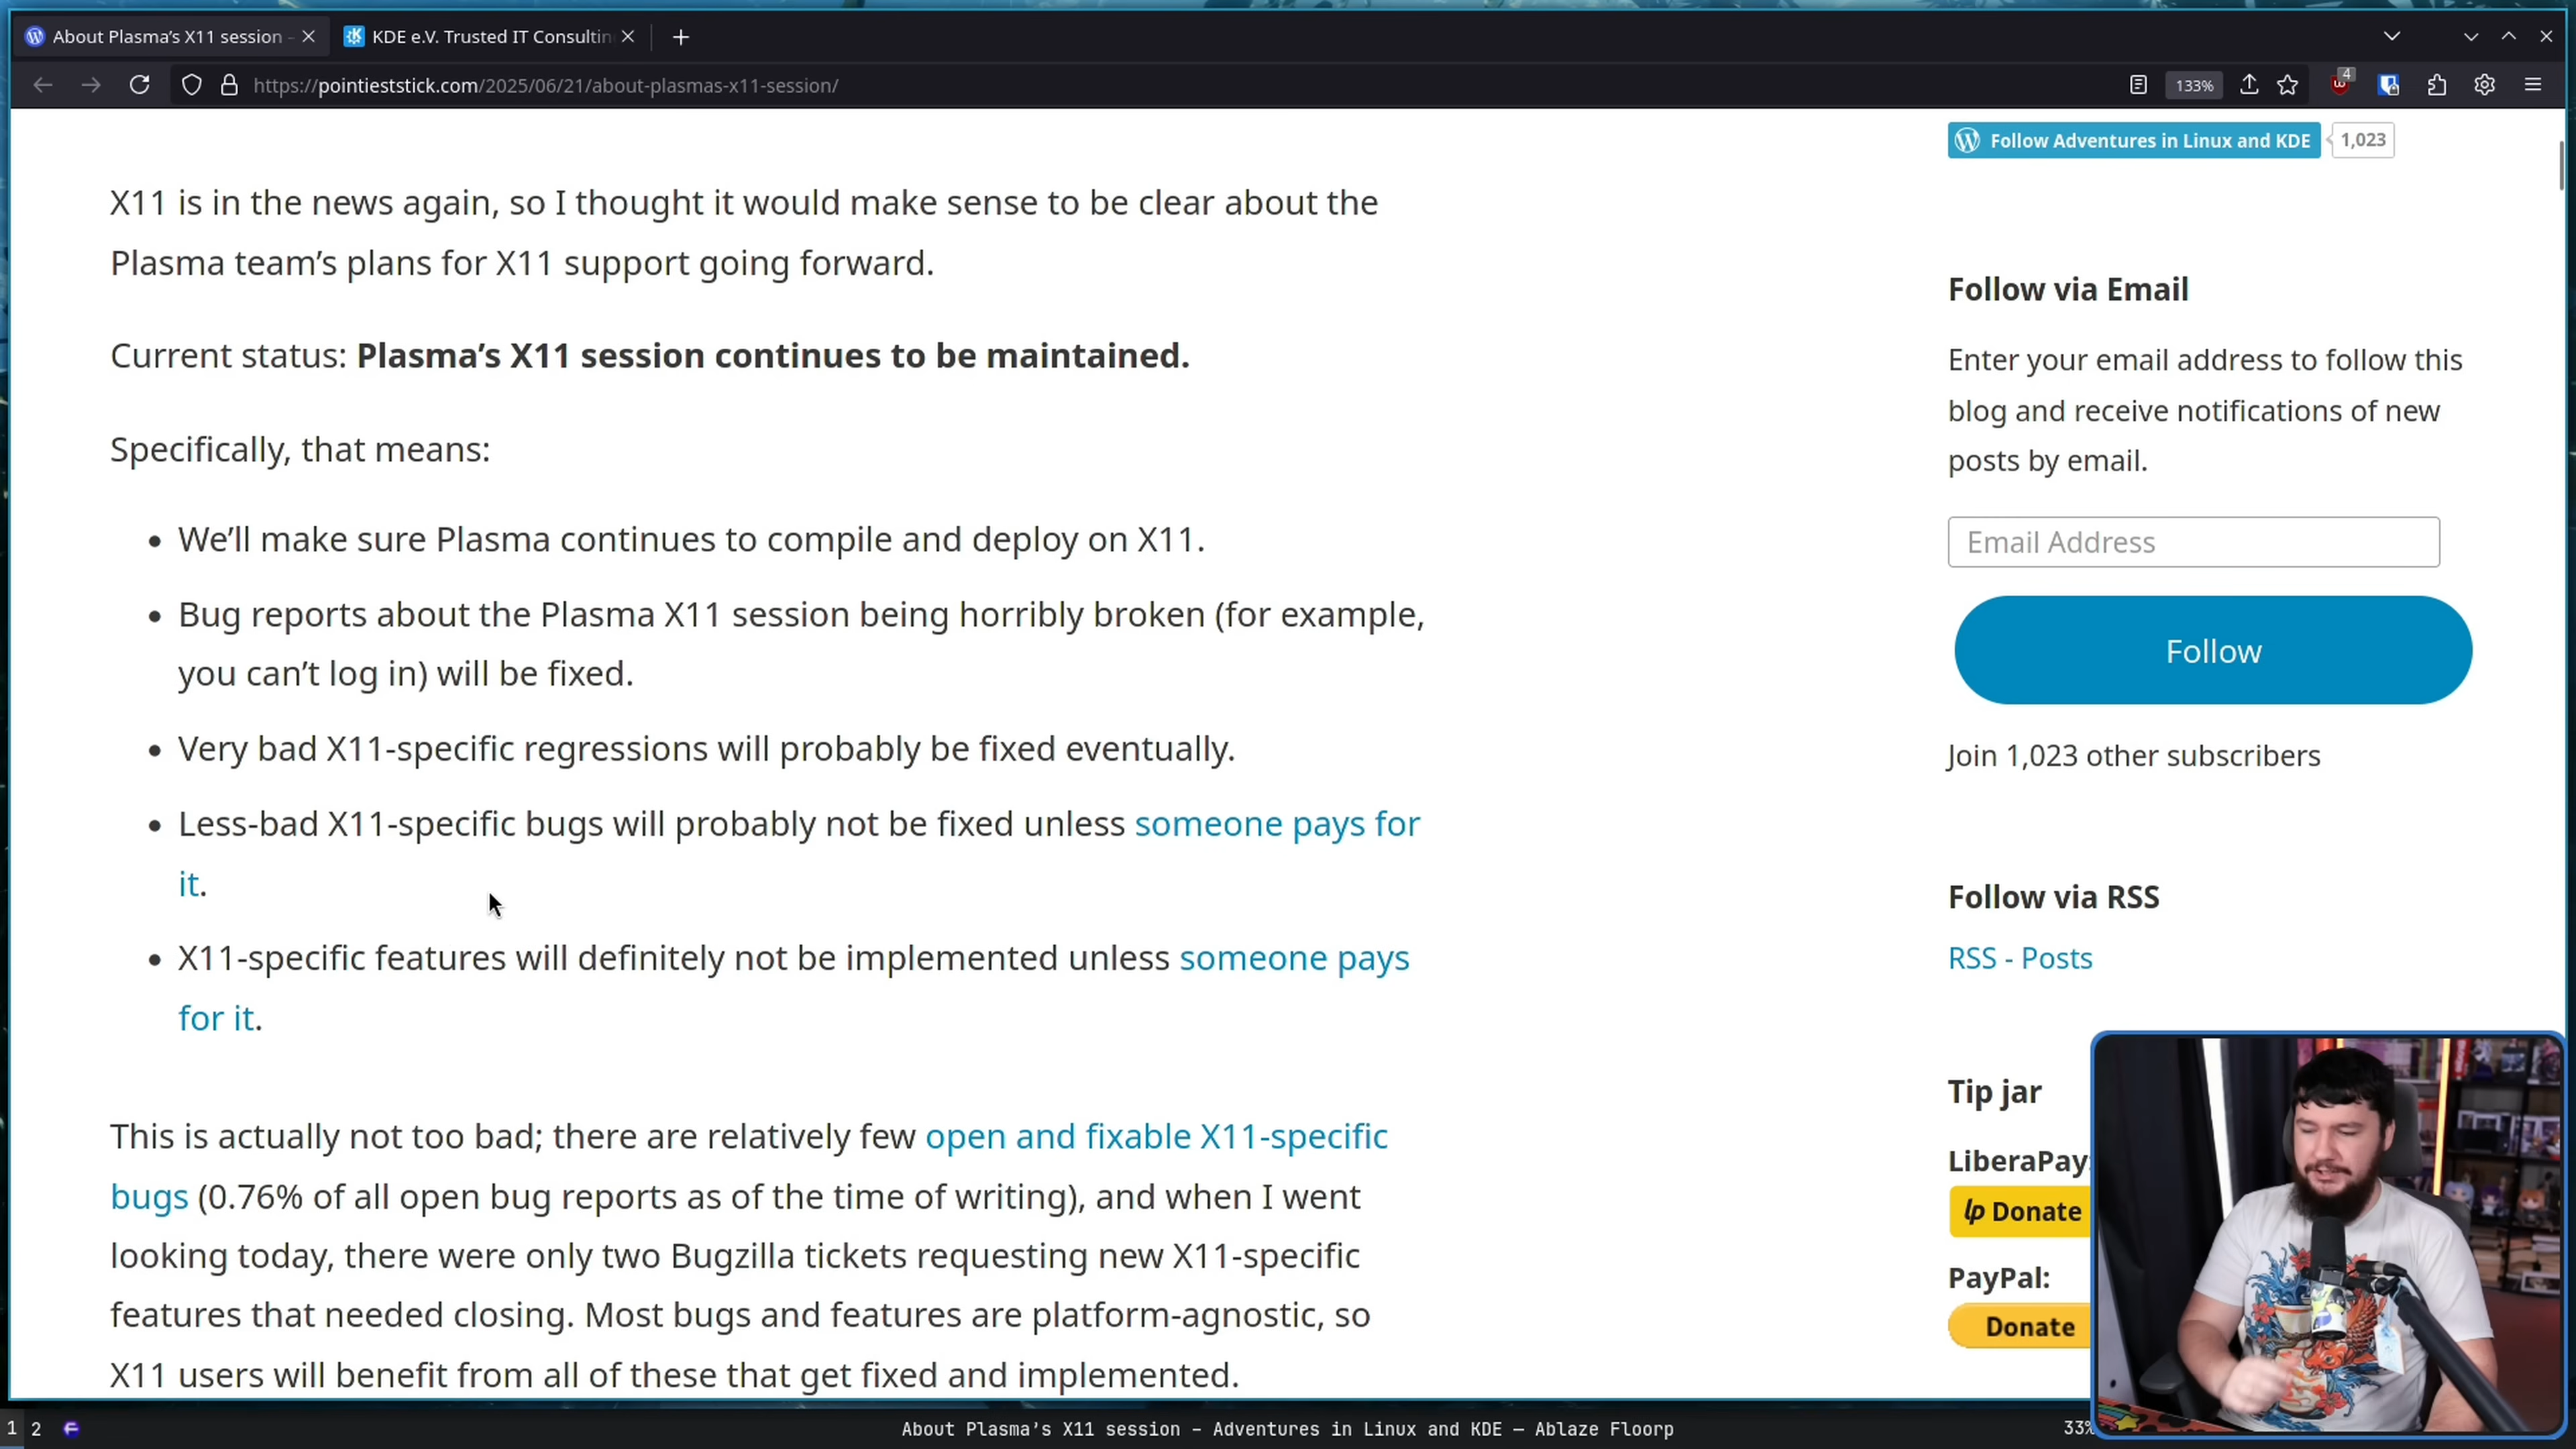 About Plasma’s X11 session -
KDE e.V. Trusted IT Consultin
https://pointieststick.com/2025/06/21/about-plasmas-x11-session/
133%
4
Follow Adventures in Linux and KDE
1,023
X11 is in the news again, so I thought it would make sense to be clear about the
Plasma team’s plans for X11 support going forward.
Current status: Plasma’s X11 session continues to be maintained.
Specifically, that means:
• We’ll make sure Plasma continues to compile and deploy on X11.
• Bug reports about the Plasma X11 session being horribly broken (for example,
you can’t log in) will be fixed.
• Very bad X11-specific regressions will probably be fixed eventually.
• Less-bad X11-specific bugs will probably not be fixed unless someone pays for
it.
• X11-specific features will definitely not be implemented unless someone pays
for it.
This is actually not too bad; there are relatively few open and fixable X11-specific
bugs (0.76% of all open bug reports as of the time of writing), and when I went
looking today, there were only two Bugzilla tickets requesting new X11-specific
features that needed closing. Most bugs and features are platform-agnostic, so
X11 users will benefit from all of these that get fixed and implemented.
Follow via Email
Enter your email address to follow this
blog and receive notifications of new
posts by email.
Email Address
Follow
Join 1,023 other subscribers
Follow via RSS
RSS - Posts
Tip jar
LiberaPay:
lp Donate
PayPal:
Donate
1 2
About Plasma’s X11 session – Adventures in Linux and KDE — Ablaze Floorp
33%